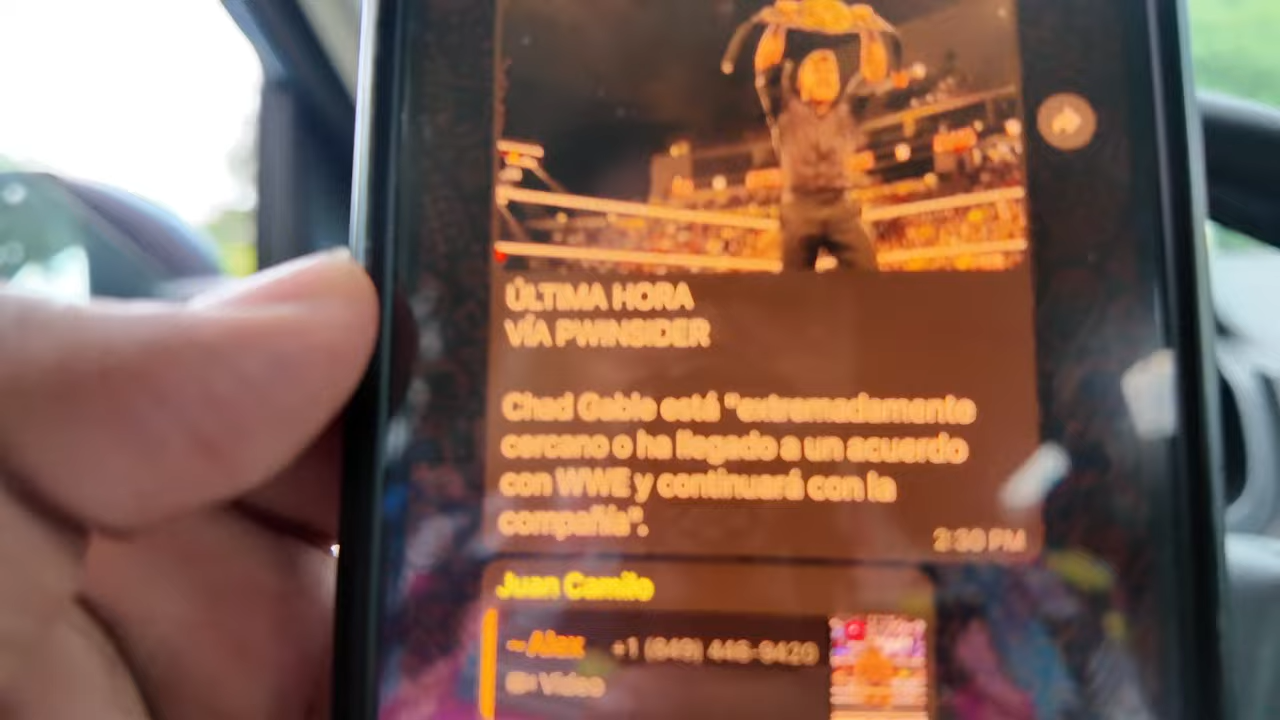 ÚLTIMA HORA
VÍA PWINSIDER
Chad Gable está "extremadamente
cercano o ha llegado a un acuerdo
con WWE y continuará con la
compañía".
2:30 PM
Juan Camilo
~ Alex
Video